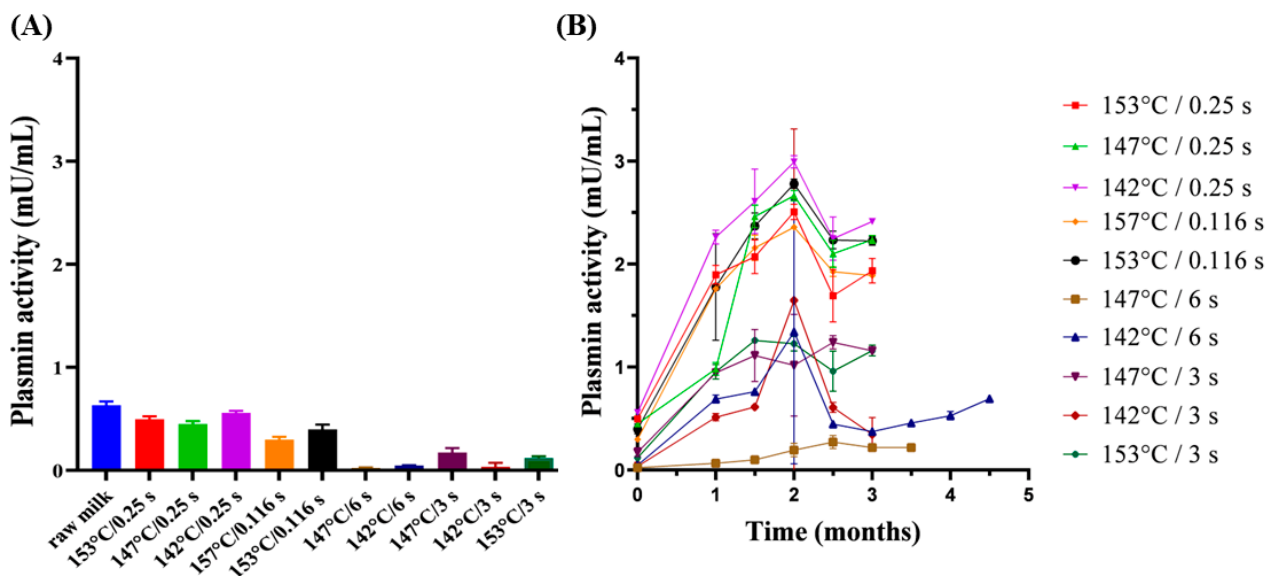 (A)
Plasmin activity (mU/mL)
4
3
2
1
0
raw milk
153°C/0.25 s
147°C/0.25 s
142°C/0.25 s
157°C/0.116 s
153°C/0.116 s
147°C/6 s
142°C/6 s
147°C/3 s
142°C/3 s
153°C/3 s
(B)
Plasmin activity (mU/mL)
4
3
2
1
0
0 1 2 3 4 5
Time (months)
153°C / 0.25 s
147°C / 0.25 s
142°C / 0.25 s
157°C / 0.116 s
153°C / 0.116 s
147°C / 6 s
142°C / 6 s
147°C / 3 s
142°C / 3 s
153°C / 3 s